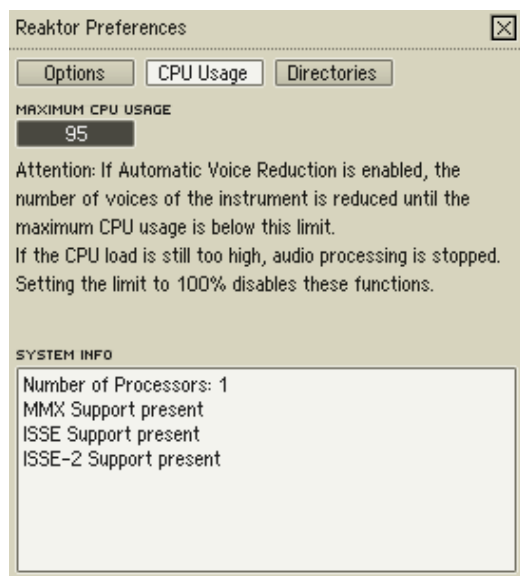 Reaktor Preferences
Options CPU Usage Directories
MAXIMUM CPU USAGE
95
Attention: If Automatic Voice Reduction is enabled, the
number of voices of the instrument is reduced until the
maximum CPU usage is below this limit.
If the CPU load is still too high, audio processing is stopped.
Setting the limit to 100% disables these functions.
SYSTEM INFO
Number of Processors: 1
MMX Support present
ISSE Support present
ISSE-2 Support present